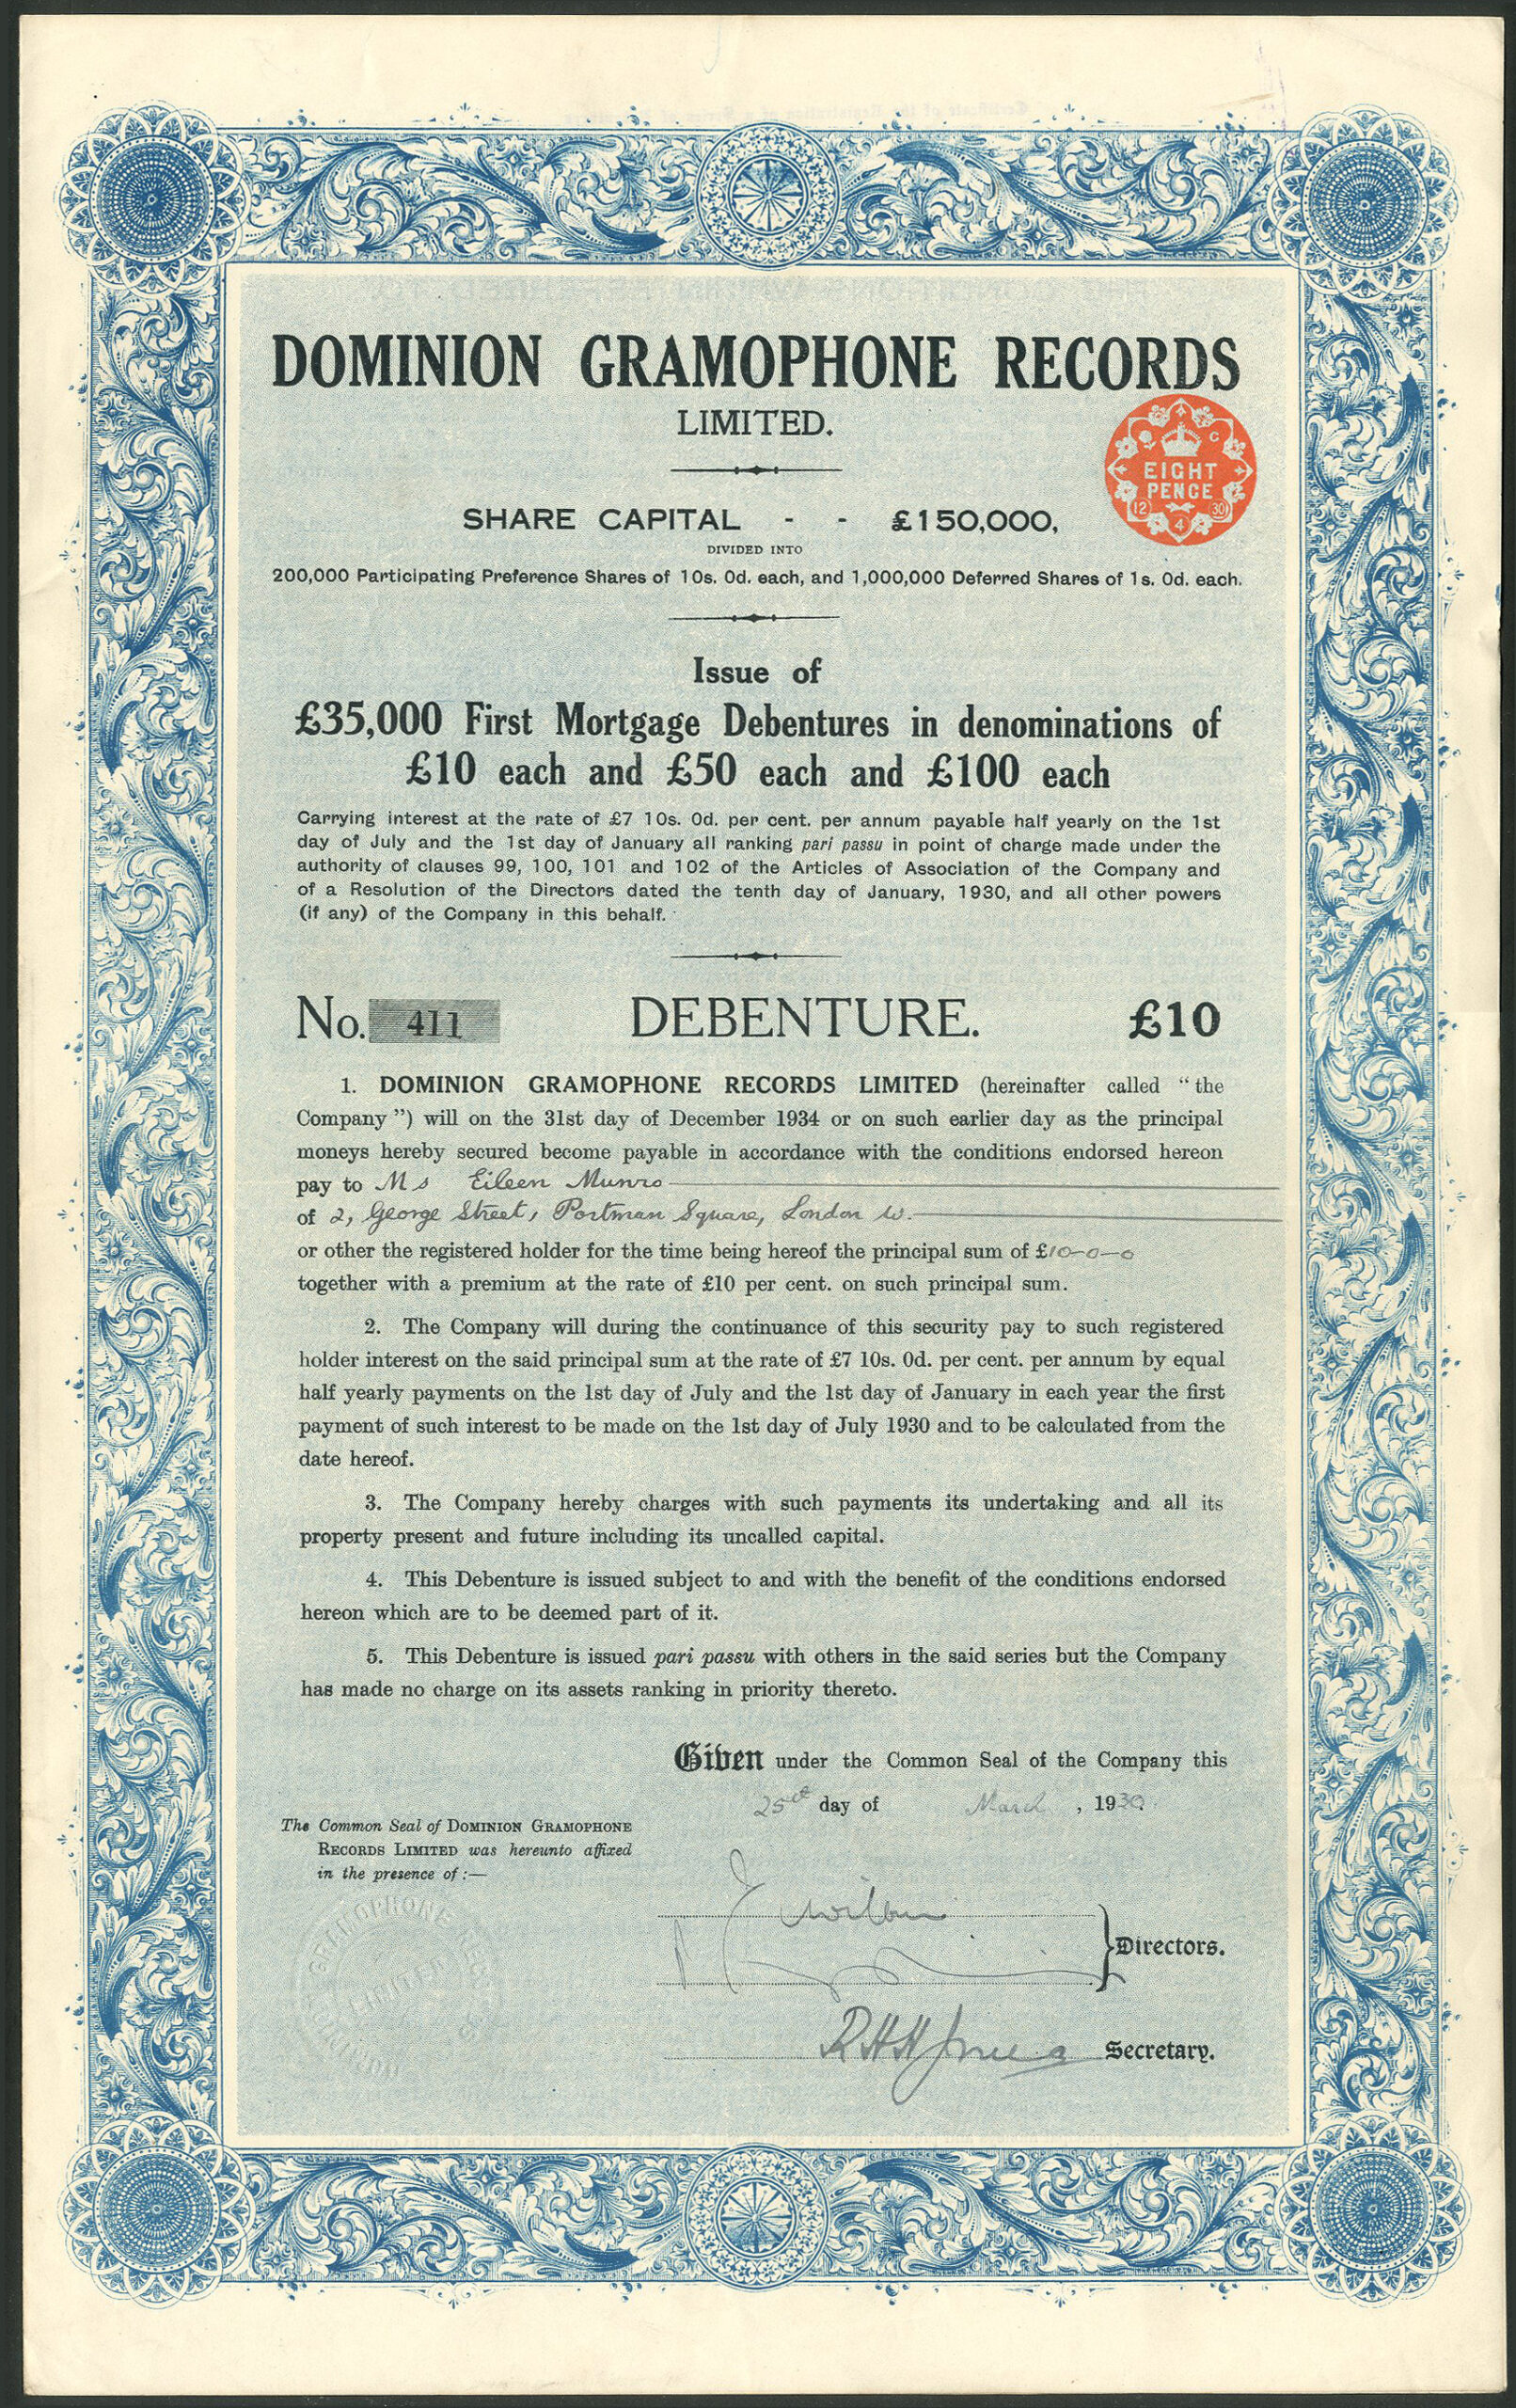 DOMINION GRAMOPHONE RECORDS
LIMITED.
EIGHT
PENCE
C
12 4 30
SHARE CAPITAL - - £150,000,
DIVIDED INTO
200,000 Participating Preference Shares of 10s. 0d. each, and 1,000,000 Deferred Shares of 1s. 0d. each.
Issue of
£35,000 First Mortgage Debentures in denominations of
£10 each and £50 each and £100 each
Carrying interest at the rate of £7 10s. 0d. per cent. per annum payable half yearly on the 1st
day of July and the 1st day of January all ranking pari passu in point of charge made under the
authority of clauses 99, 100, 101 and 102 of the Articles of Association of the Company and
of a Resolution of the Directors dated the tenth day of January, 1930, and all other powers
(if any) of the Company in this behalf.
No. 411 DEBENTURE. £10
1. DOMINION GRAMOPHONE RECORDS LIMITED (hereinafter called "the
Company") will on the 31st day of December 1934 or on such earlier day as the principal
moneys hereby secured become payable in accordance with the conditions endorsed hereon
pay to Ms Eileen Munro
of 2, George Street, Portman Square, London W.
or other the registered holder for the time being hereof the principal sum of £10-0-0
together with a premium at the rate of £10 per cent. on such principal sum.
2. The Company will during the continuance of this security pay to such registered
holder interest on the said principal sum at the rate of £7 10s. 0d. per cent. per annum by equal
half yearly payments on the 1st day of July and the 1st day of January in each year the first
payment of such interest to be made on the 1st day of July 1930 and to be calculated from the
date hereof.
3. The Company hereby charges with such payments its undertaking and all its
property present and future including its uncalled capital.
4. This Debenture is issued subject to and with the benefit of the conditions endorsed
hereon which are to be deemed part of it.
5. This Debenture is issued pari passu with others in the said series but the Company
has made no charge on its assets ranking in priority thereto.
Given under the Common Seal of the Company this
25th day of March, 1930.
The Common Seal of DOMINION GRAMOPHONE
RECORDS LIMITED was hereunto affixed
in the presence of :—
DOMINION GRAMOPHONE RECORDS
LIMITED
Directors.
Secretary.